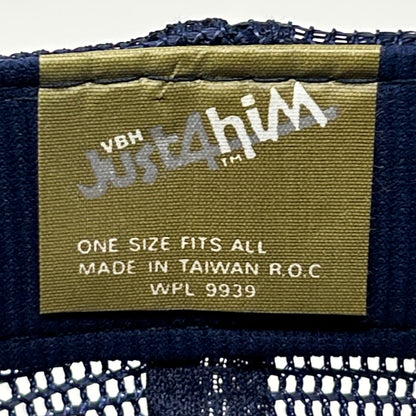 VBH
Just4hiM
TM
ONE SIZE FITS ALL
MADE IN TAIWAN R.O.C
WPL 9939